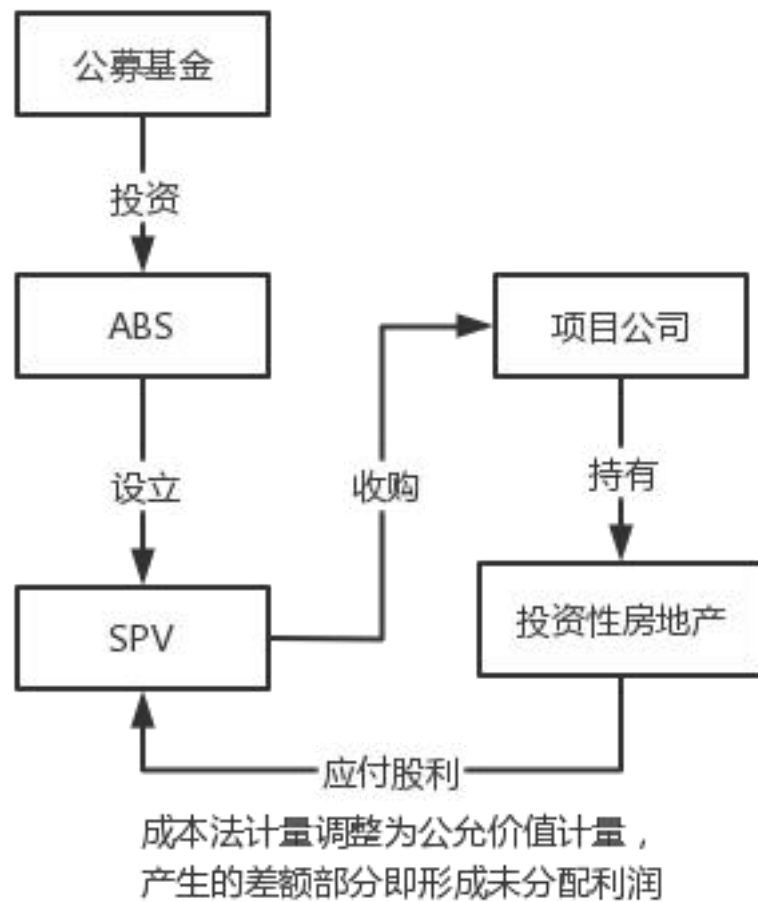 公募基金
投资
ABS
项目公司
设立
收购
持有
SPV
投资性房地产
应付股利
成本法计量调整为公允价值计量，
产生的差额部分即形成未分配利润